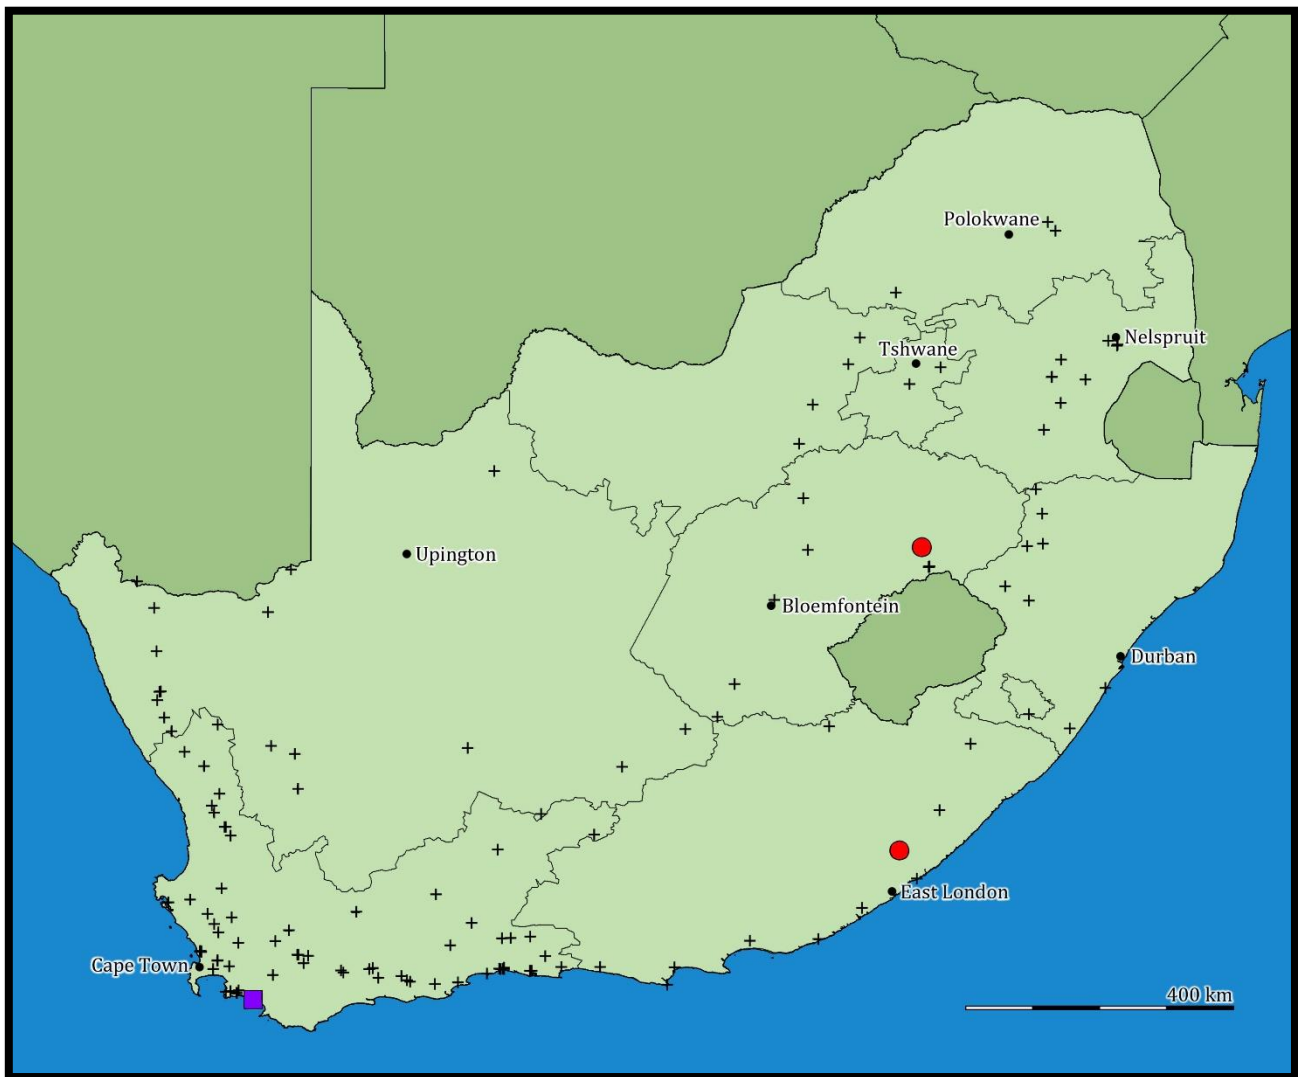 Polokwane
Nelspruit
Tshwane
Upington
Bloemfontein
Durban
East London
Cape Town
400 km